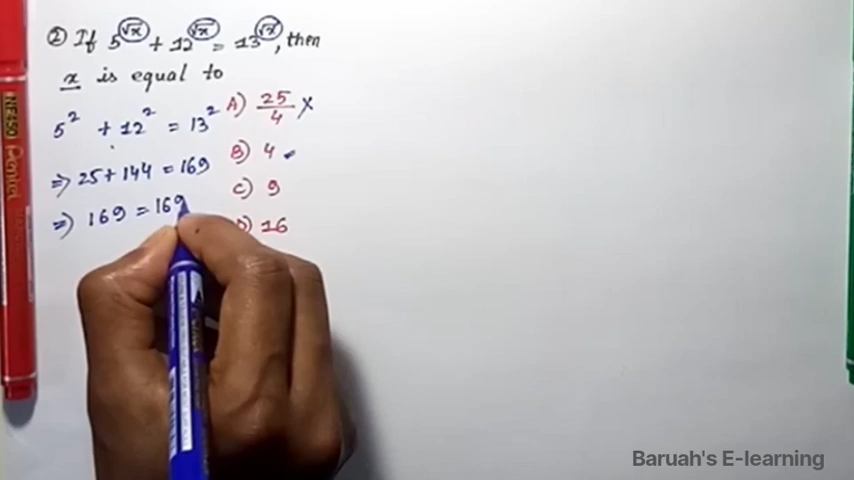 ② If 5^√x + 12^√x = 13^√x, then
x is equal to
5² + 12² = 13²
⇒ 25 + 144 = 169
⇒ 169 = 169
A) 25/4 ×
B) 4 ✓
C) 9
D) 16
Baruah's E-learning